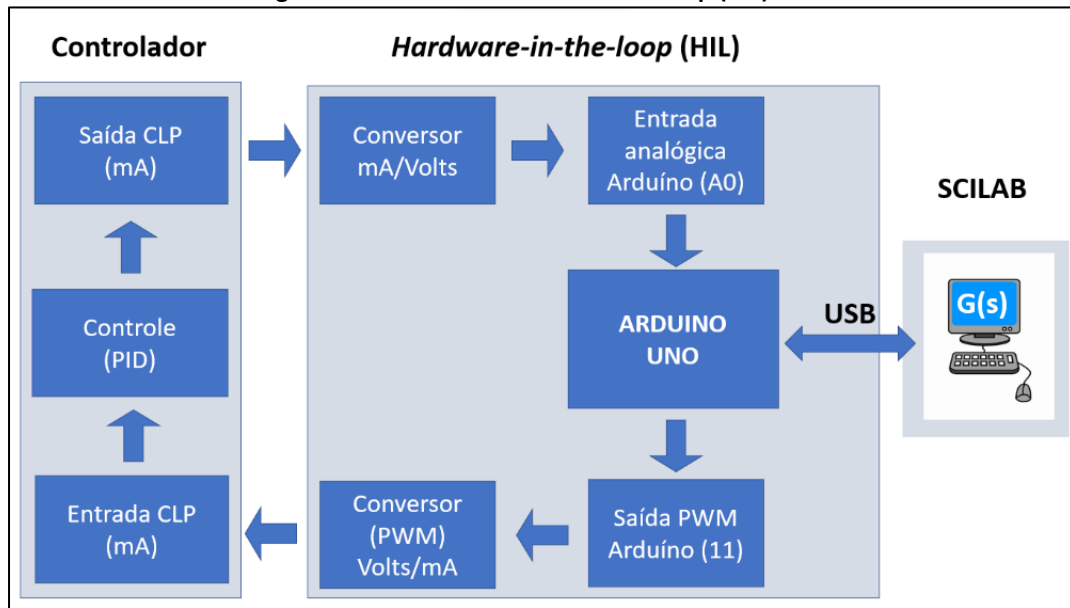 Controlador
Hardware-in-the-loop (HIL)
Saída CLP
(mA)
Conversor
mA/Volts
Entrada
analógica
Arduíno (A0)
SCILAB
Controle
(PID)
ARDUINO
UNO
USB
G(s)
Entrada CLP
(mA)
Conversor
(PWM)
Volts/mA
Saída PWM
Arduíno (11)